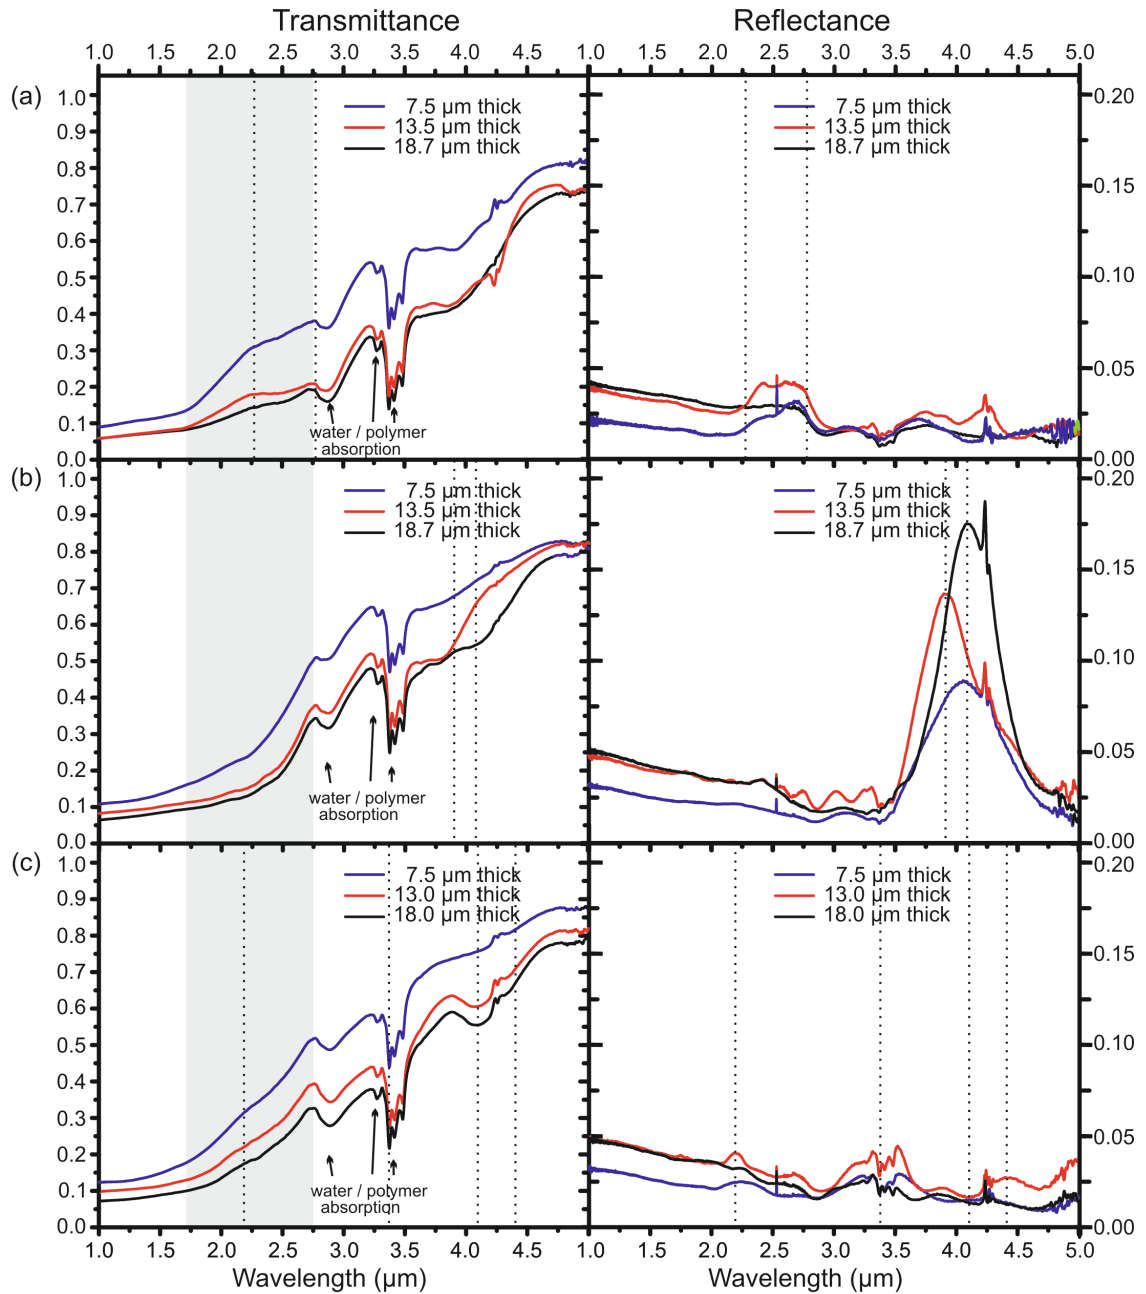 Transmittance Reflectance
1.0 2.0 2.5 3.0 3.5 4.0 4.5 1.0 1.5 2.0 2.5 3.0 3.5 4.0 4.5 5.0
(a)
1.0
0.9
0.8
0.7
0.6
0.5
0.4
0.3
0.2
0.1
0.0
7.5 µm thick
13.5 µm thick
18.7 µm thick
water / polymer
absorption
7.5 µm thick
13.5 µm thick
18.7 µm thick
0.20
0.15
0.10
0.05
0.00
(b)
1.0
0.9
0.8
0.7
0.6
0.5
0.4
0.3
0.2
0.1
0.0
7.5 µm thick
13.5 µm thick
18.7 µm thick
water / polymer
absorption
7.5 µm thick
13.5 µm thick
18.7 µm thick
0.20
0.15
0.10
0.05
0.00
(c)
1.0
0.9
0.8
0.7
0.6
0.5
0.4
0.3
0.2
0.1
0.0
7.5 µm thick
13.0 µm thick
18.0 µm thick
water / polymer
absorption
7.5 µm thick
13.0 µm thick
18.0 µm thick
0.20
0.15
0.10
0.05
0.00
1.0 1.5 2.0 2.5 3.0 3.5 4.0 4.5 1.0 1.5 2.0 2.5 3.0 3.5 4.0 4.5 5.0
Wavelength (µm) Wavelength (µm)